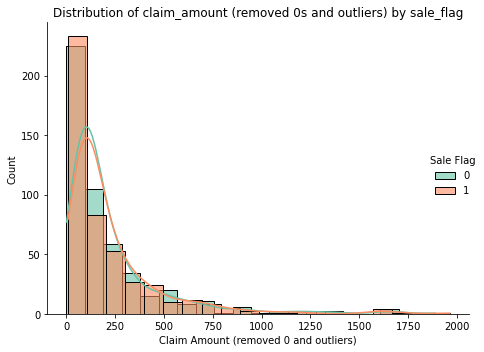 Distribution of claim_amount (removed 0s and outliers) by sale_flag
200
150
100
50
0
Count
Sale Flag
0
1
0 250 500 750 1000 1250 1500 1750 2000
Claim Amount (removed 0 and outliers)